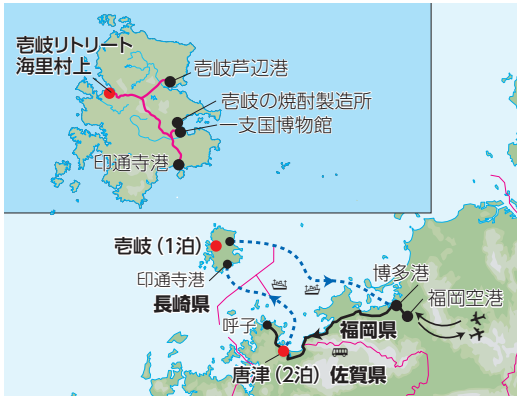 壱岐リトリート
海里村上
壱岐芦辺港
壱岐の焼酎製造所
一支国博物館
印通寺港
壱岐（1泊）
印通寺港
長崎県
博多港
福岡空港
呼子
福岡県
唐津（2泊）
佐賀県